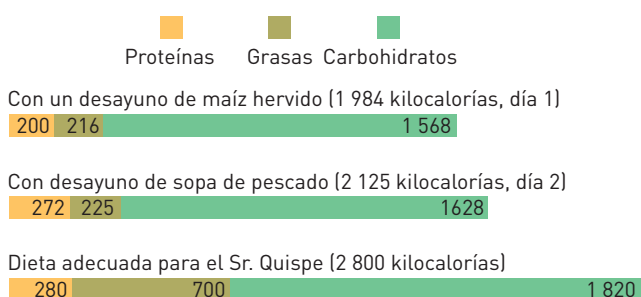 Proteínas Grasas Carbohidratos
Con un desayuno de maíz hervido (1 984 kilocalorías, día 1)
200 216 1 568
Con desayuno de sopa de pescado (2 125 kilocalorías, día 2)
272 225 1628
Dieta adecuada para el Sr. Quispe (2 800 kilocalorías)
280 700 1 820